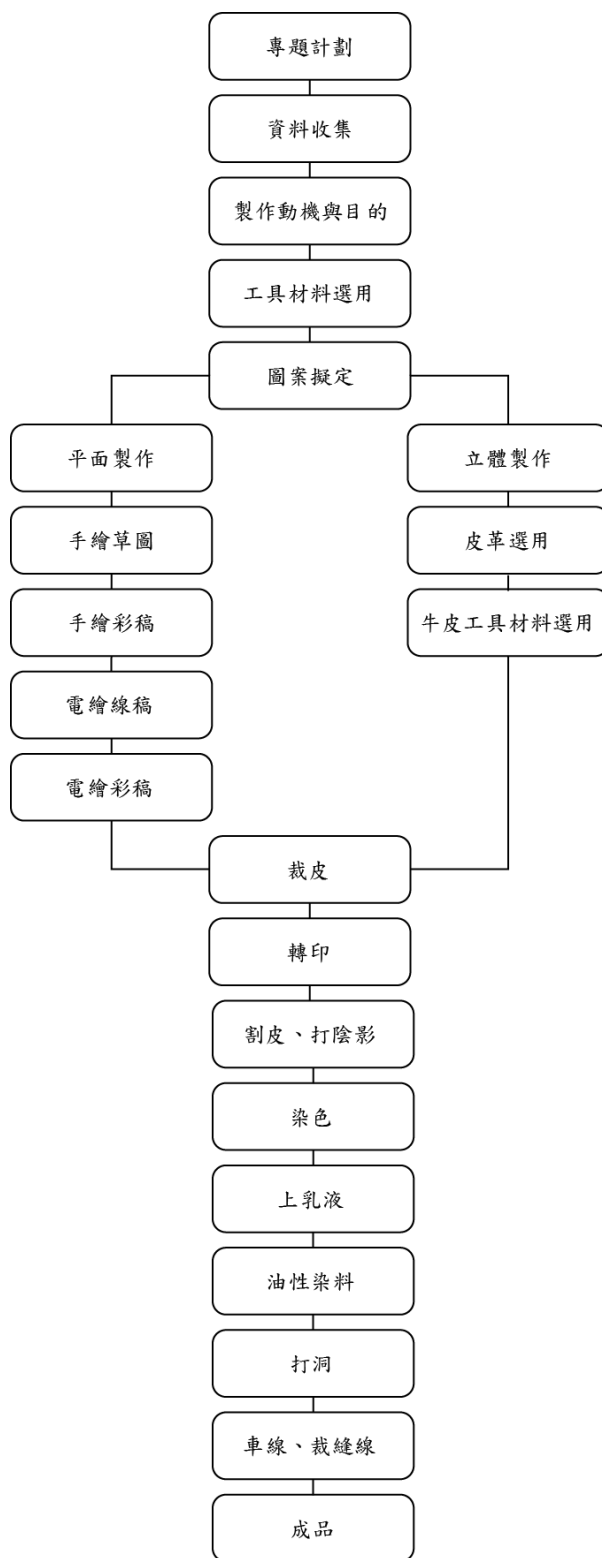 專題計劃
資料收集
製作動機與目的
工具材料選用
圖案擬定
平面製作
手繪草圖
手繪彩稿
電繪線稿
電繪彩稿
立體製作
皮革選用
牛皮工具材料選用
裁皮
轉印
割皮、打陰影
染色
上乳液
油性染料
打洞
車線、裁縫線
成品